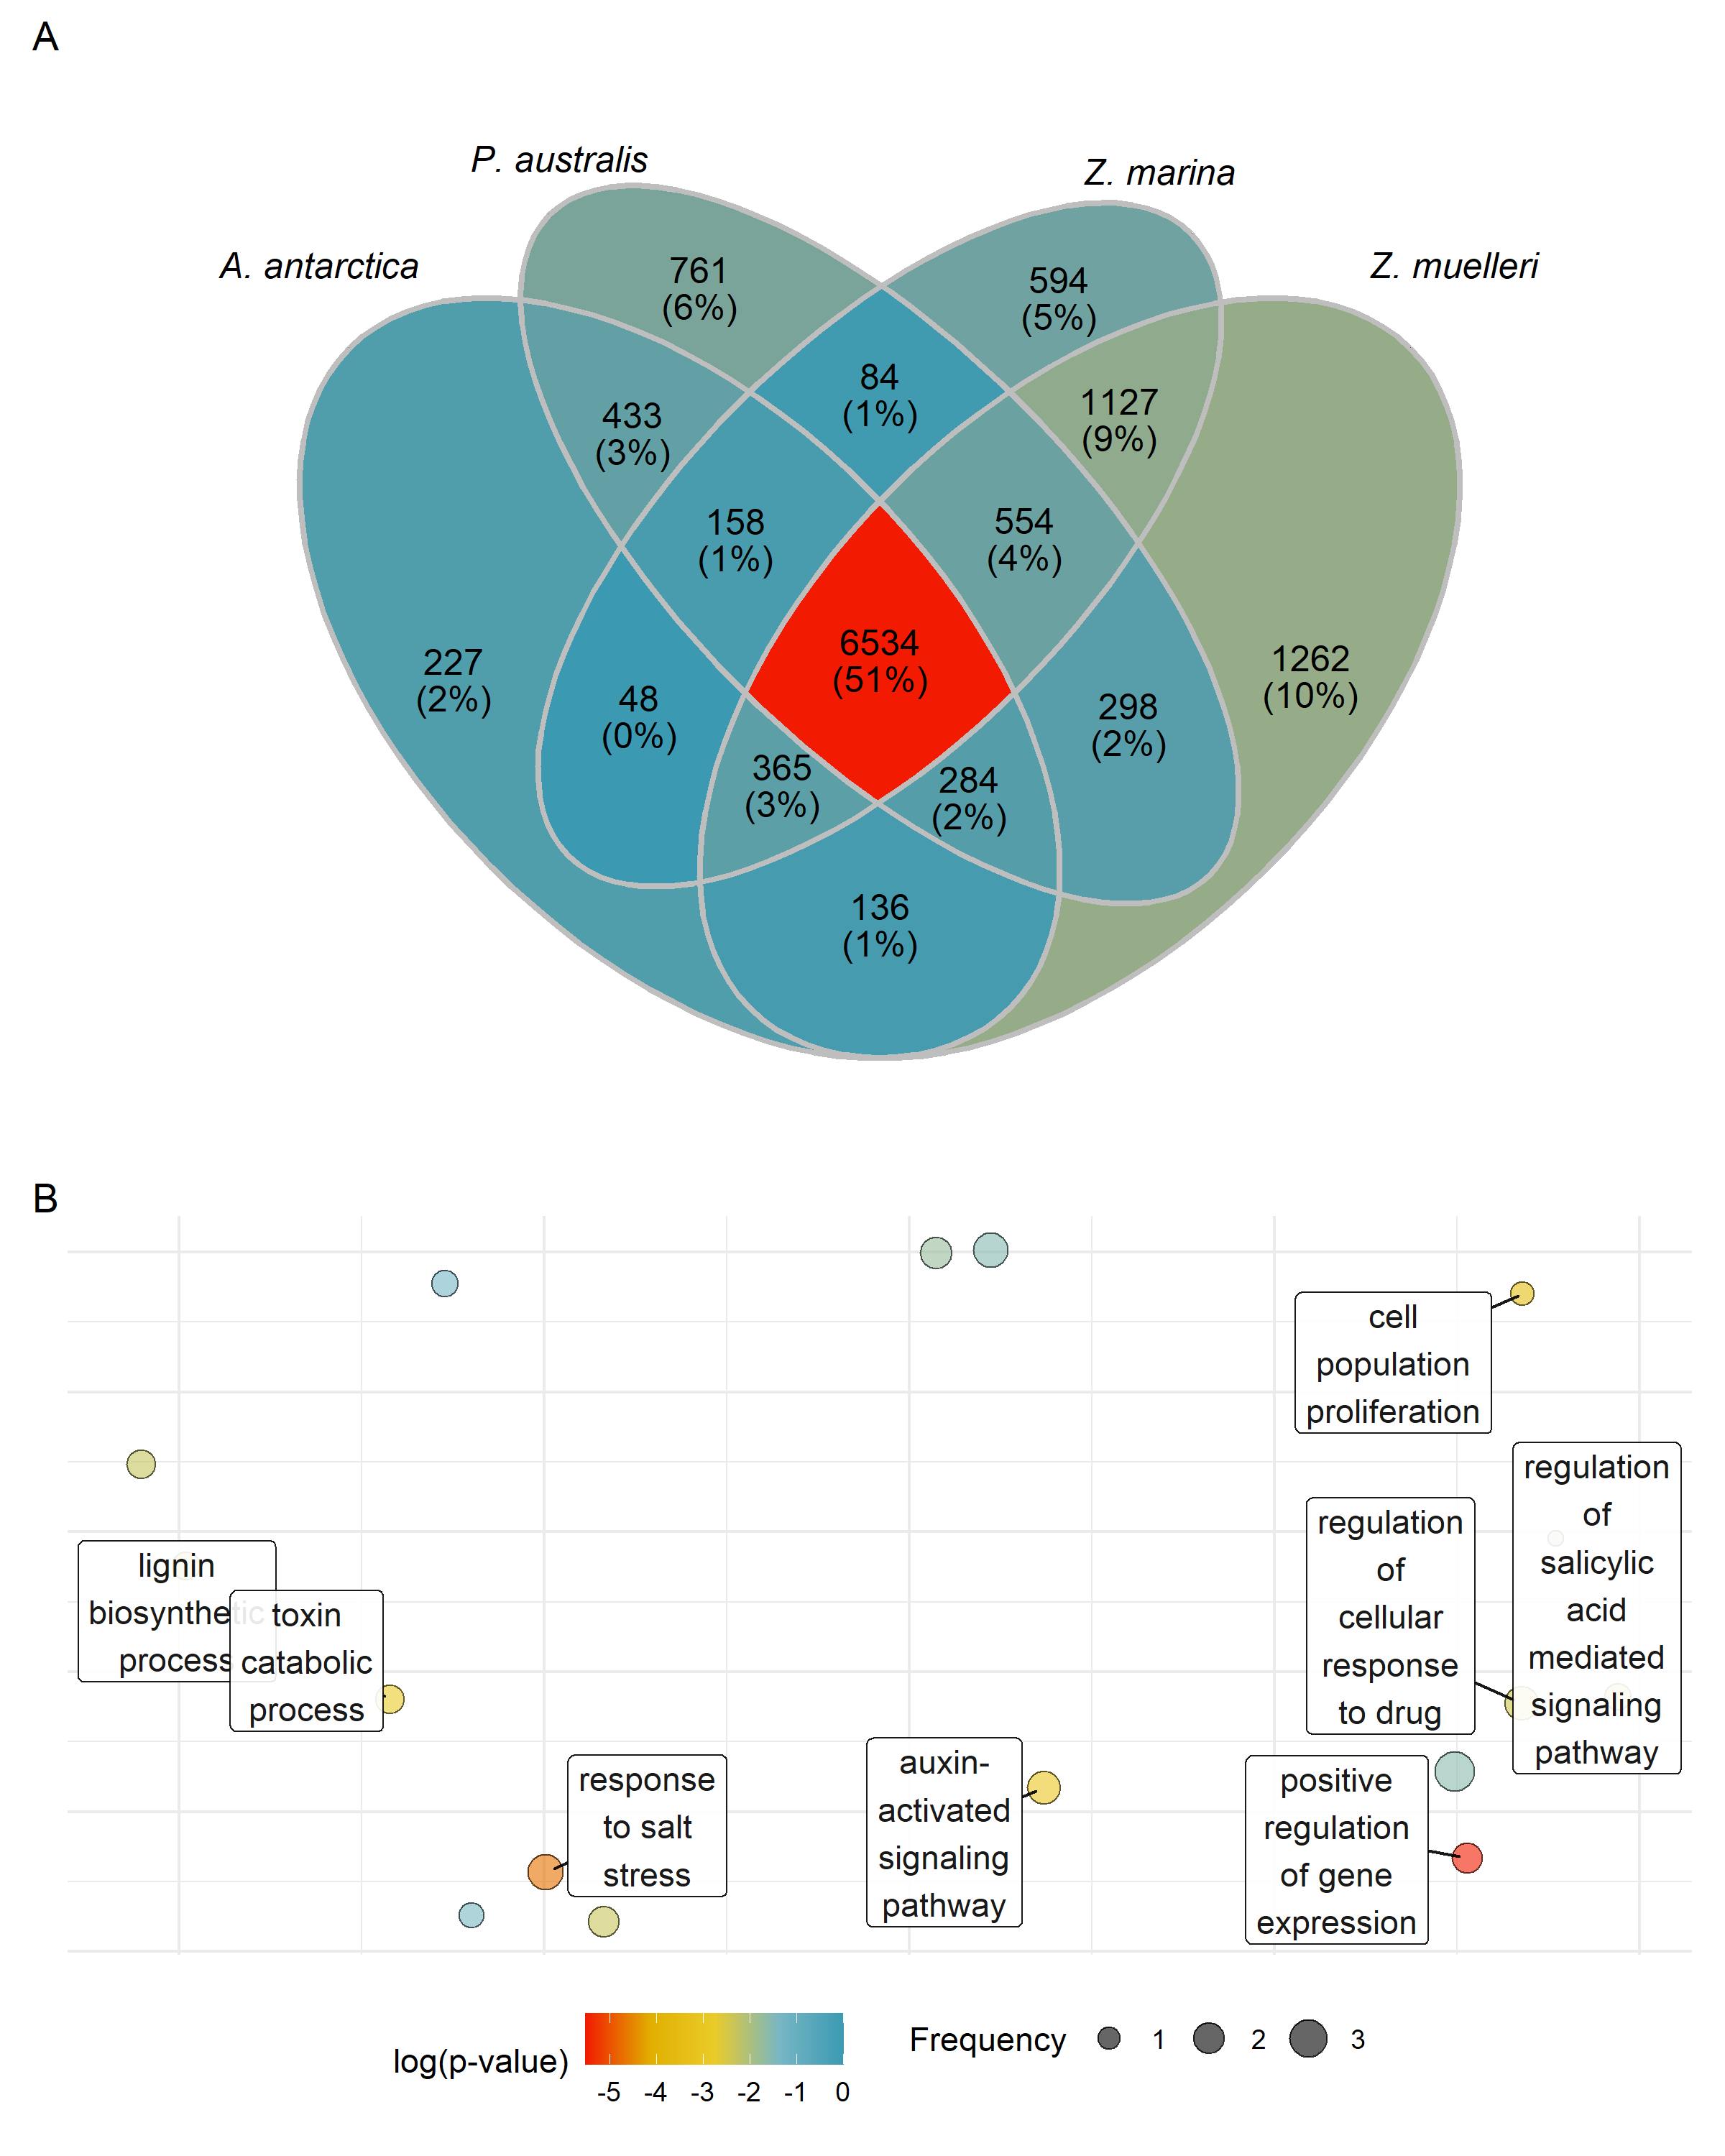 A
P. australis
Z. marina
A. antarctica
Z. muelleri
761
(6%)
594
(5%)
84
(1%)
433
(3%)
1127
(9%)
158
(1%)
554
(4%)
6534
(51%)
227
(2%)
48
(0%)
298
(2%)
1262
(10%)
365
(3%)
284
(2%)
136
(1%)
B
cell
population
proliferation
regulation
of
salicylic
acid
mediated
signaling
pathway
regulation
of
cellular
response
to drug
lignin
biosynthetic
process
toxin
catabolic
process
response
to salt
stress
auxin-
activated
signaling
pathway
positive
regulation
of gene
expression
log(p-value)
-5 -4 -3 -2 -1 0
Frequency 1 2 3